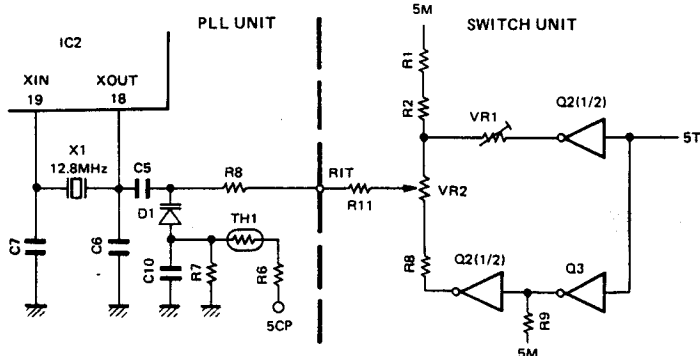 PLL UNIT
SWITCH UNIT
IC2
XIN
19
XOUT
18
X1
12.8MHz
C5
R8
D1
TH1
C7
C6
C10
R7
R6
5CP
RIT
R11
5M
R1
R2
VR1
Q2(1/2)
5T
VR2
R8
Q2(1/2)
Q3
R9
5M